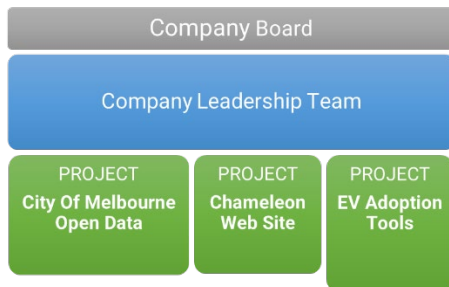 Company Board
Company Leadership Team
PROJECT
City Of Melbourne
Open Data
PROJECT
Chameleon
Web Site
PROJECT
EV Adoption
Tools